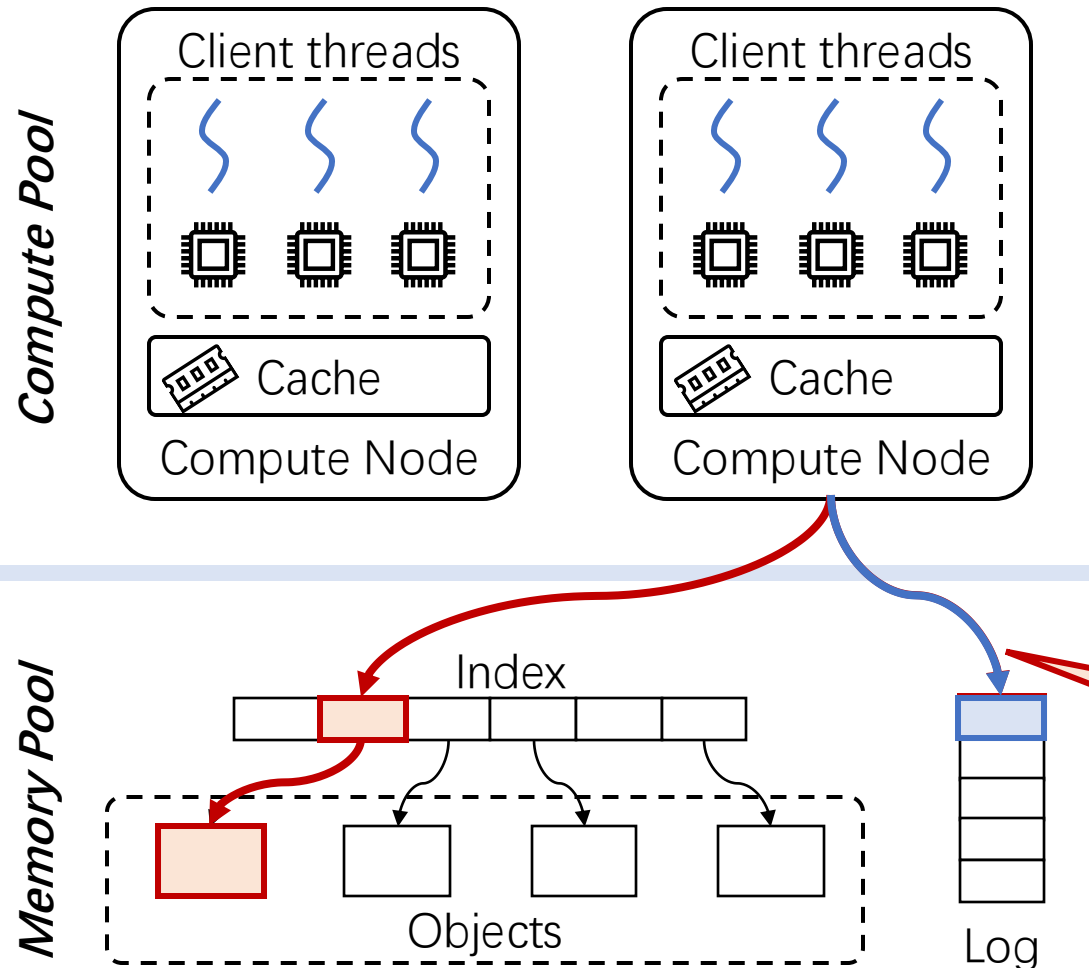 Compute Pool
Client threads
Client threads
Cache
Cache
Compute Node
Compute Node
Memory Pool
Index
Objects
Log